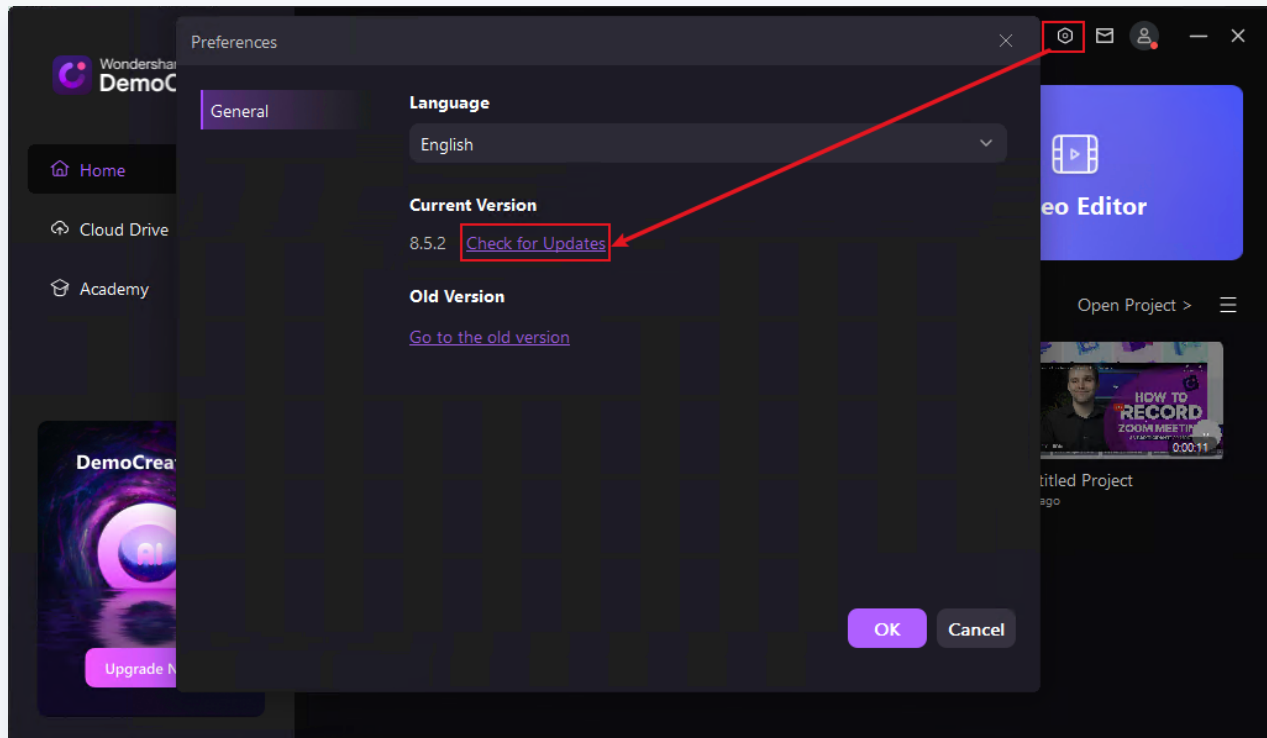 Preferences
Wondershar
DemoC
General
Language
English
Home
Current Version
8.5.2 Check for Updates
eo Editor
Cloud Drive
Academy
Old Version
Go to the old version
Open Project >
HOW TO
RECORD
ZOOM MEETIN
0:00:11
titled Project
ago
DemoCrea
AI
Upgrade N
OK
Cancel